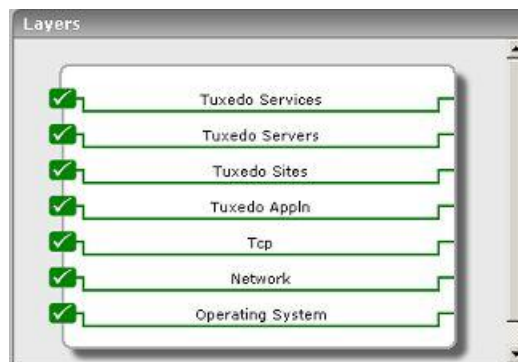 Layers
Tuxedo Services
Tuxedo Servers
Tuxedo Sites
Tuxedo Appln
Tcp
Network
Operating System